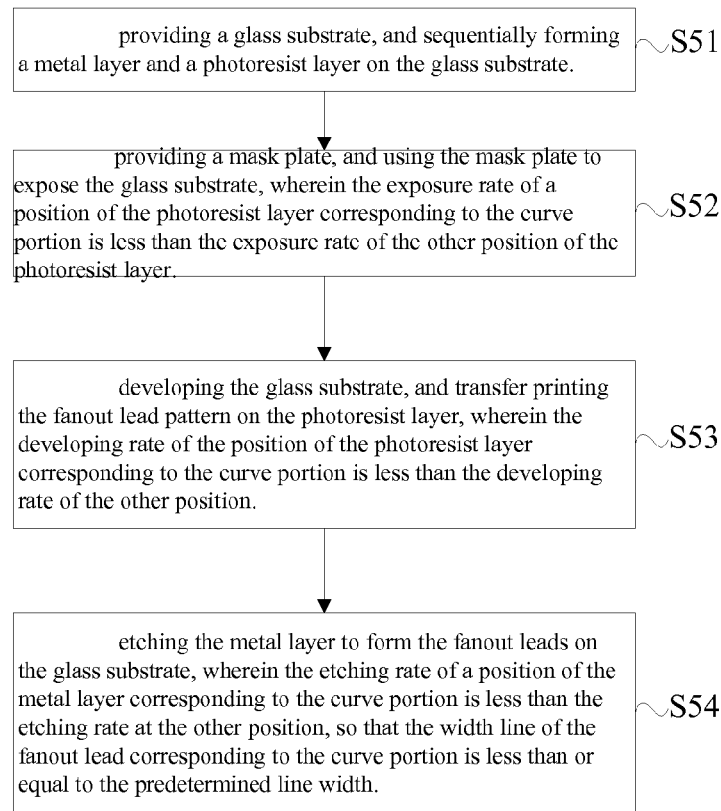 providing a glass substrate, and sequentially forming
a metal layer and a photoresist layer on the glass substrate.
S51
providing a mask plate, and using the mask plate to
expose the glass substrate, wherein the exposure rate of a
position of the photoresist layer corresponding to the curve
portion is less than the exposure rate of the other position of the
photoresist layer.
S52
developing the glass substrate, and transfer printing
the fanout lead pattern on the photoresist layer, wherein the
developing rate of the position of the photoresist layer
corresponding to the curve portion is less than the developing
rate of the other position.
S53
etching the metal layer to form the fanout leads on
the glass substrate, wherein the etching rate of a position of the
metal layer corresponding to the curve portion is less than the
etching rate at the other position, so that the width line of the
fanout lead corresponding to the curve portion is less than or
equal to the predetermined line width.
S54